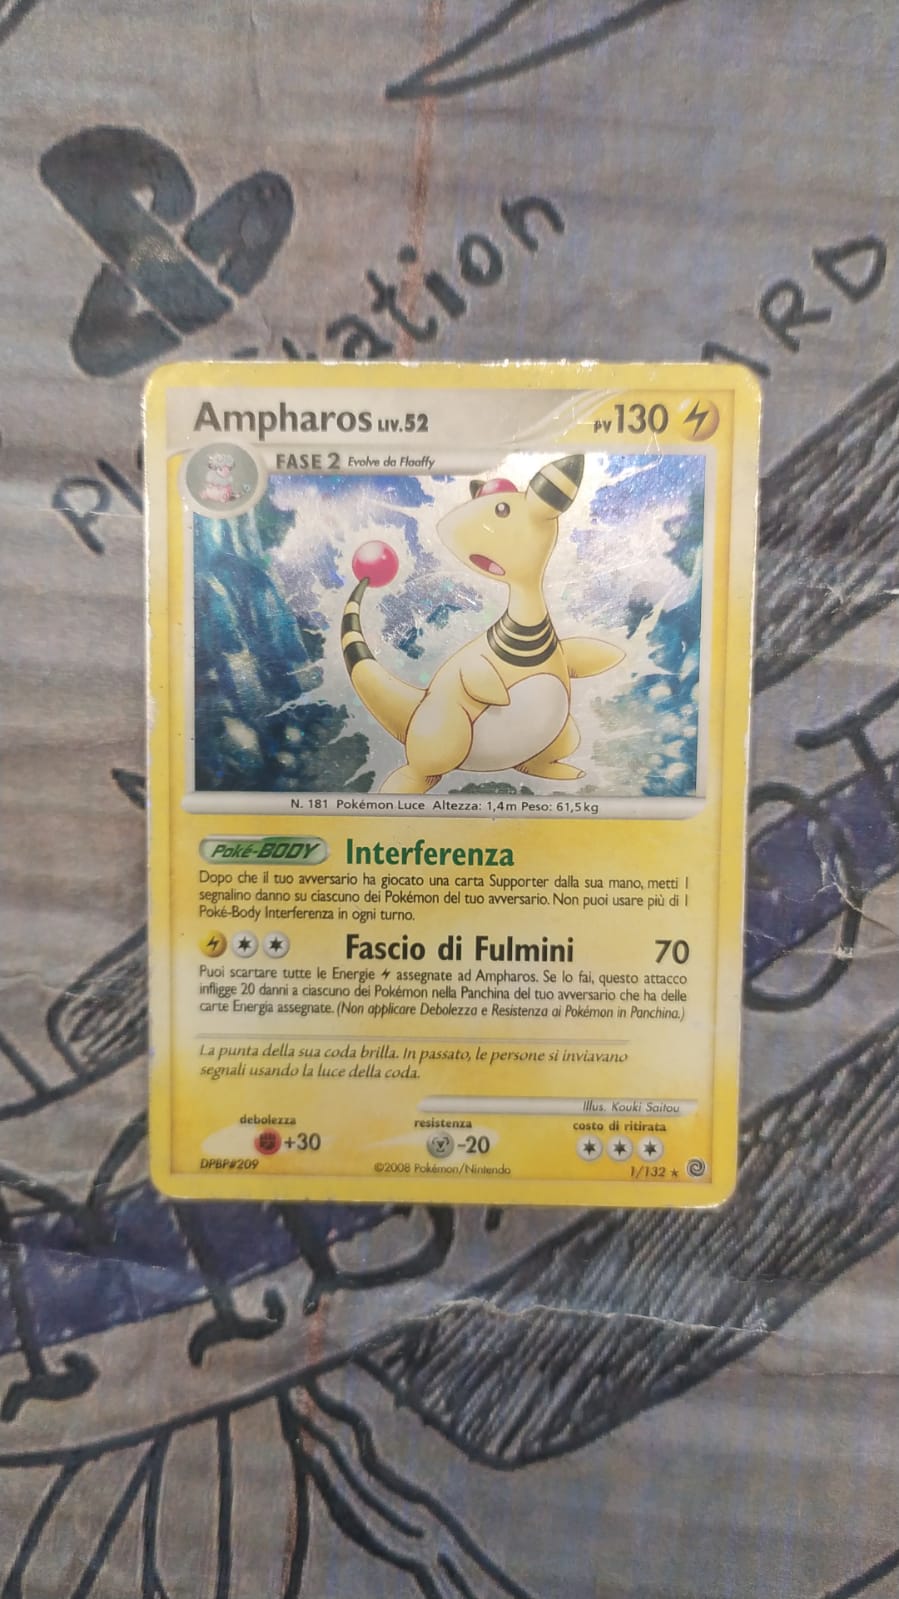 Station
ARD
Ampharos LIV.52
PV 130
FASE 2 Evolve da Flaaffy
N. 181 Pokémon Luce Altezza: 1,4m Peso: 61,5kg
Poké-BODY Interferenza
Dopo che il tuo avversario ha giocato una carta Supporter dalla sua mano, metti 1
segnalino danno su ciascuno dei Pokémon del tuo avversario. Non puoi usare più di 1
Poké-Body Interferenza in ogni turno.
Fascio di Fulmini 70
Puoi scartare tutte le Energie assegnate ad Ampharos. Se lo fai, questo attacco
infligge 20 danni a ciascuno dei Pokémon nella Panchina del tuo avversario che ha delle
carte Energia assegnate. (Non applicare Debolezza e Resistenza ai Pokémon in Panchina.)
La punta della sua coda brilla. In passato, le persone si inviavano
segnali usando la luce della coda.
Illus. Kouki Saitou
debolezza resistenza costo di ritirata
+30 -20
DPBP#209 ©2008 Pokémon/Nintendo 1/132 ★